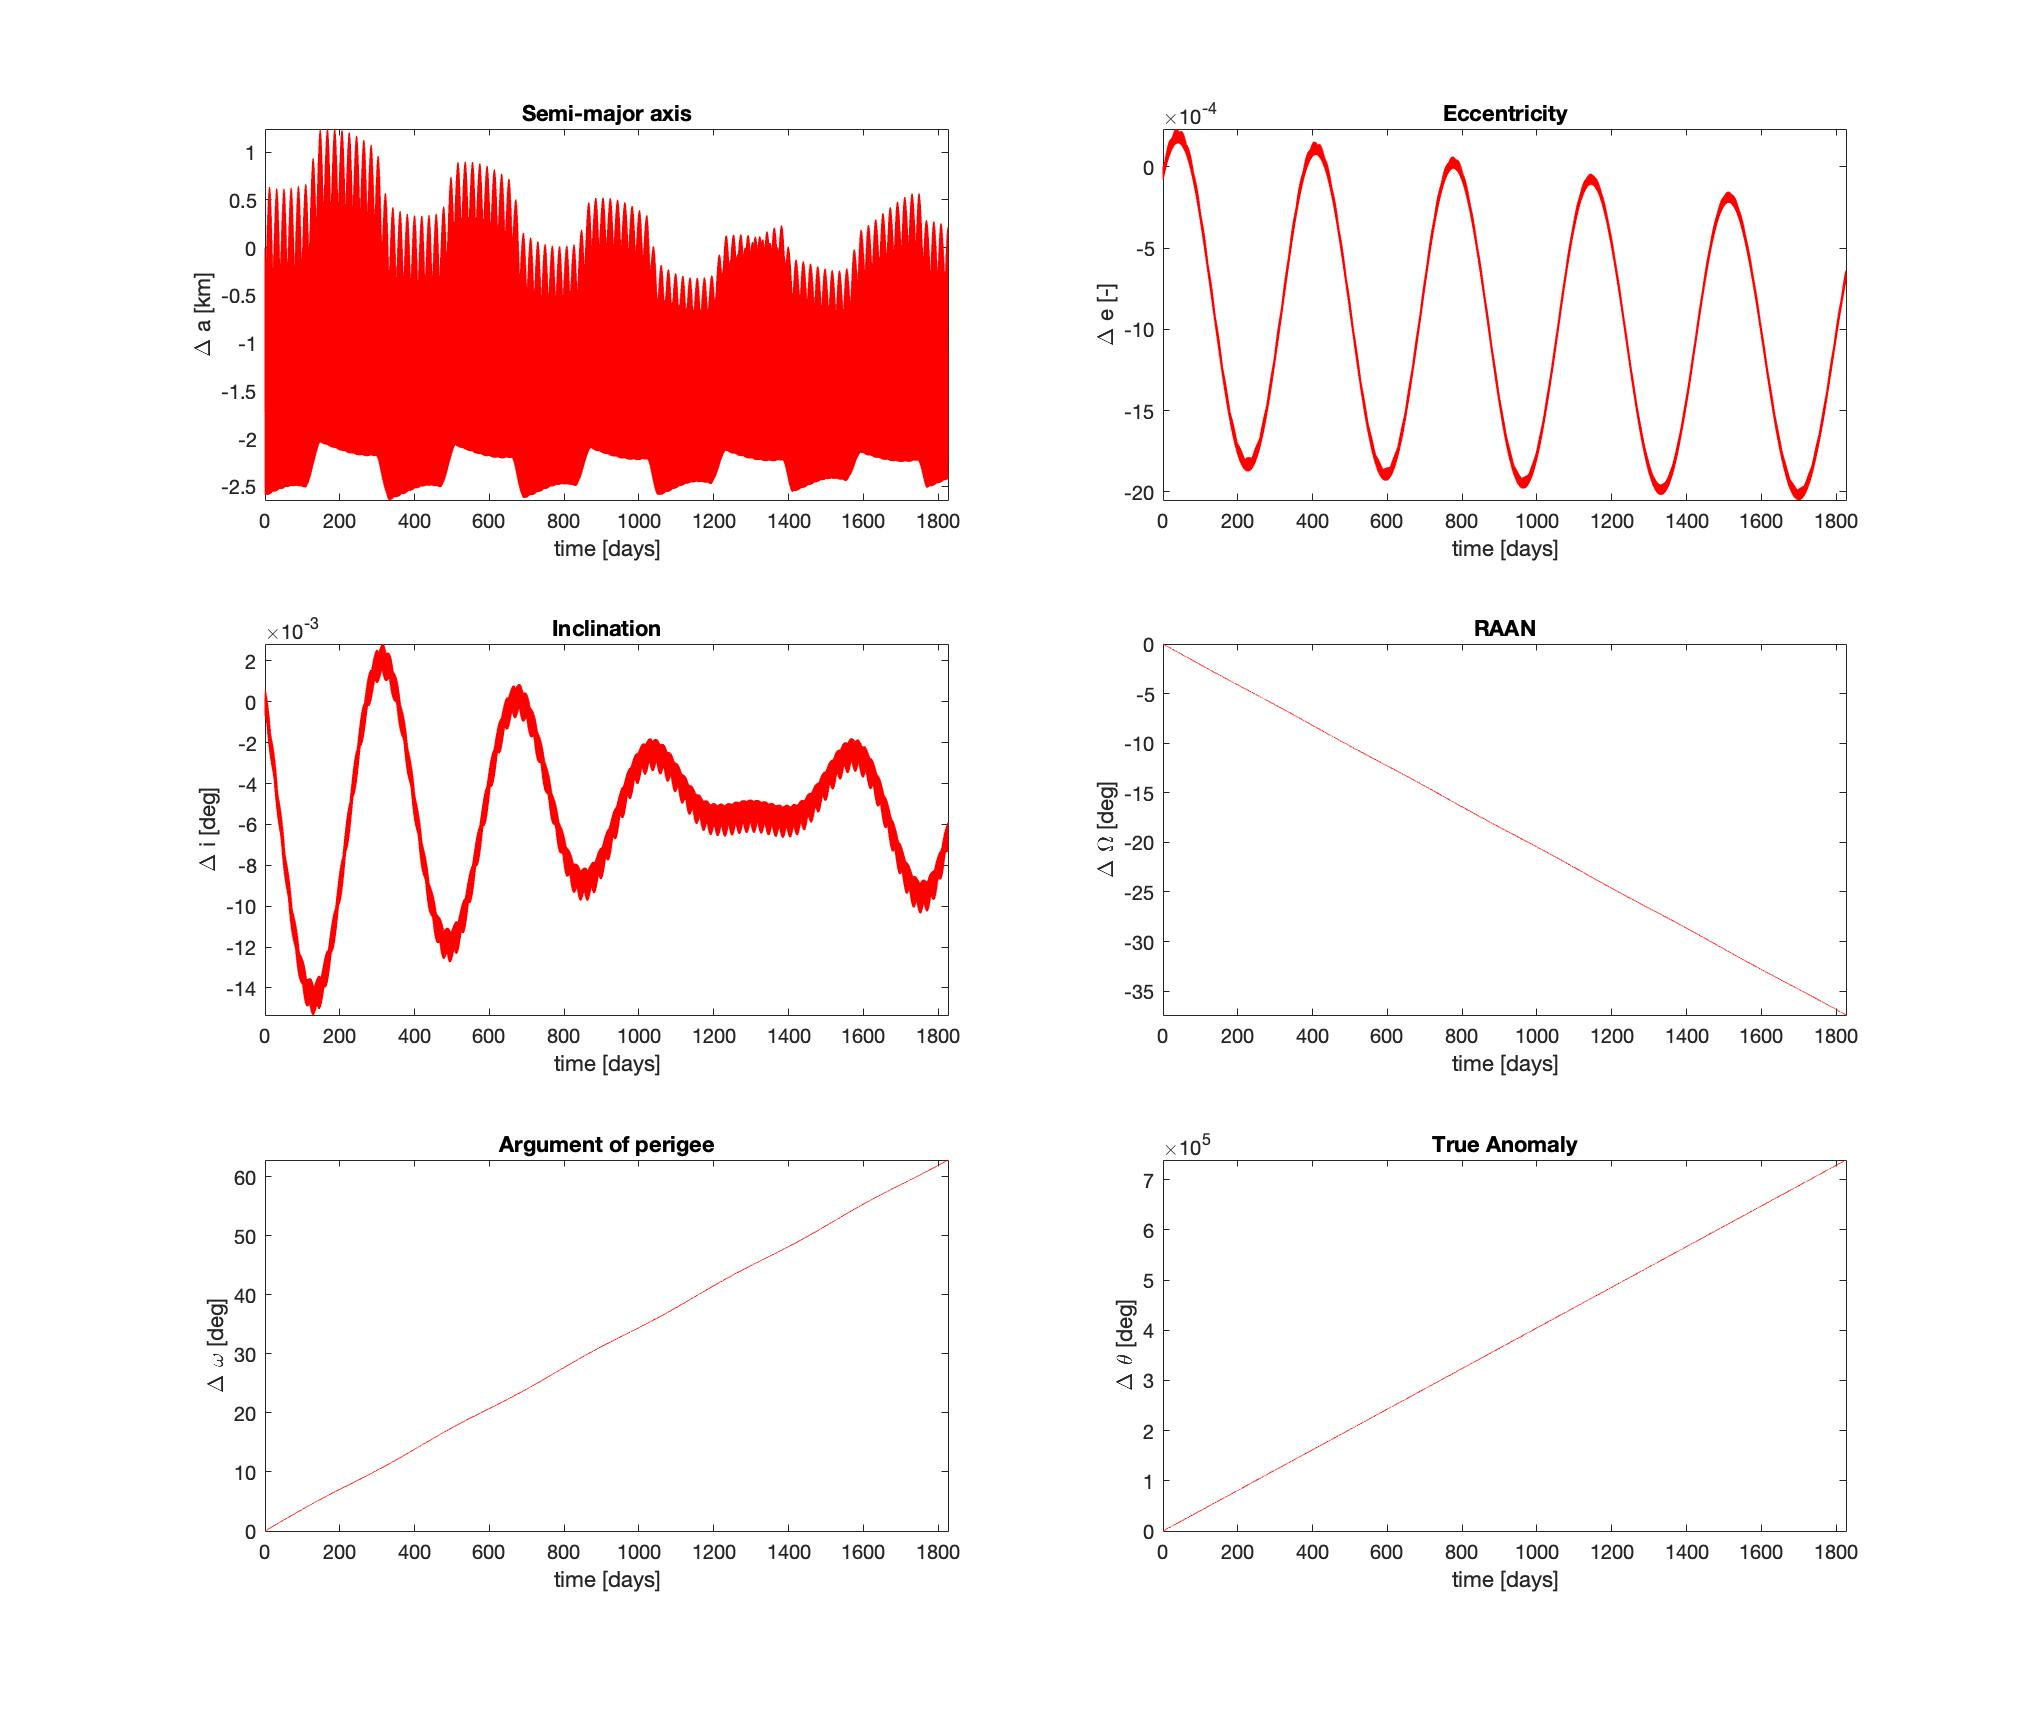 Semi-major axis
Δ a [km]
1
0.5
0
-0.5
-1
-1.5
-2
-2.5
0 200 400 600 800 1000 1200 1400 1600 1800
time [days]
Eccentricity
×10-4
Δ e [-]
0
-5
-10
-15
-20
0 200 400 600 800 1000 1200 1400 1600 1800
time [days]
Inclination
×10-3
Δ i [deg]
2
0
-2
-4
-6
-8
-10
-12
-14
0 200 400 600 800 1000 1200 1400 1600 1800
time [days]
RAAN
Δ Ω [deg]
0
-5
-10
-15
-20
-25
-30
-35
0 200 400 600 800 1000 1200 1400 1600 1800
time [days]
Argument of perigee
Δ ω [deg]
60
50
40
30
20
10
0
0 200 400 600 800 1000 1200 1400 1600 1800
time [days]
True Anomaly
×105
Δ θ [deg]
7
6
5
4
3
2
1
0
0 200 400 600 800 1000 1200 1400 1600 1800
time [days]